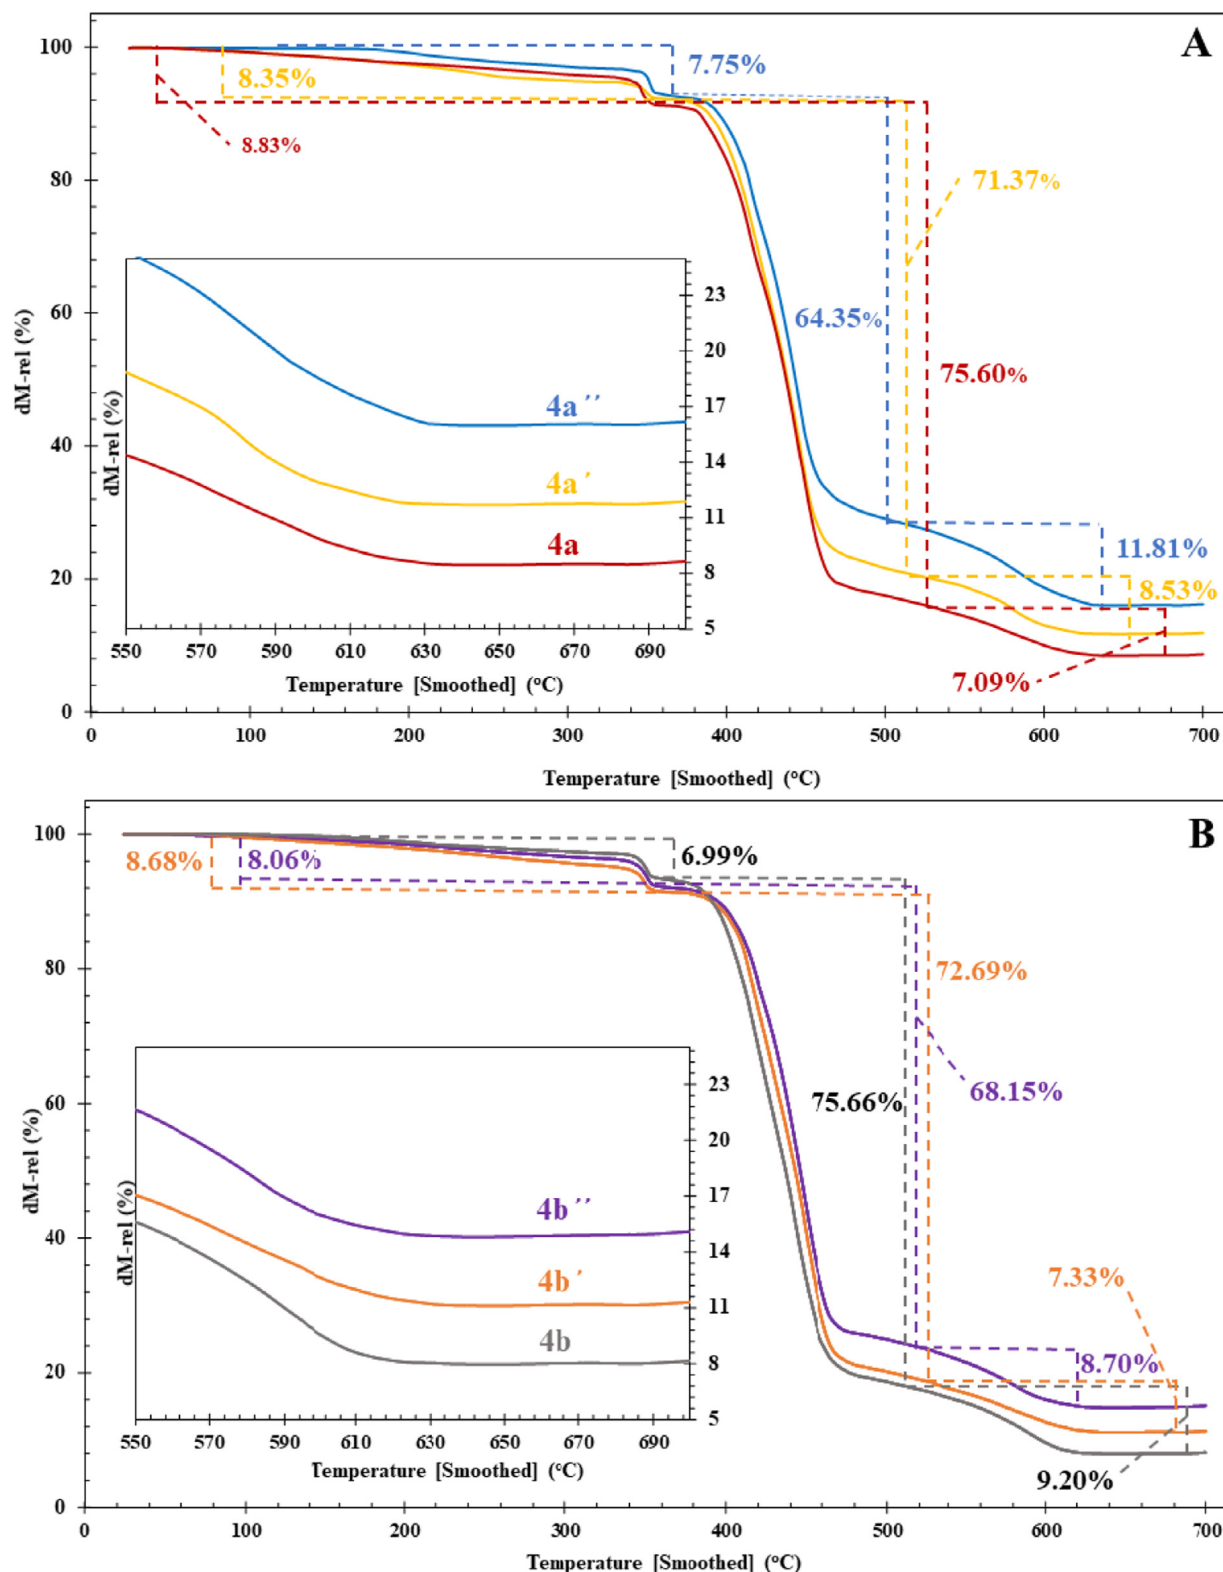 A
100
80
60
40
20
0
dM-rel (%)
8.35%
7.75%
8.83%
71.37%
64.35%
75.60%
11.81%
8.53%
7.09%
dM-rel (%)
4a´´
4a´
4a
23
20
17
14
11
8
5
550 570 590 610 630 650 670 690
Temperature [Smoothed] (°C)
0 100 200 300 400 500 600 700
Temperature [Smoothed] (°C)
B
100
80
60
40
20
0
dM-rel (%)
8.68%
8.06%
6.99%
72.69%
68.15%
75.66%
7.33%
8.70%
9.20%
dM-rel (%)
4b´´
4b´
4b
23
20
17
14
11
8
5
550 570 590 610 630 650 670 690
Temperature [Smoothed] (°C)
0 100 200 300 400 500 600 700
Temperature [Smoothed] (°C)